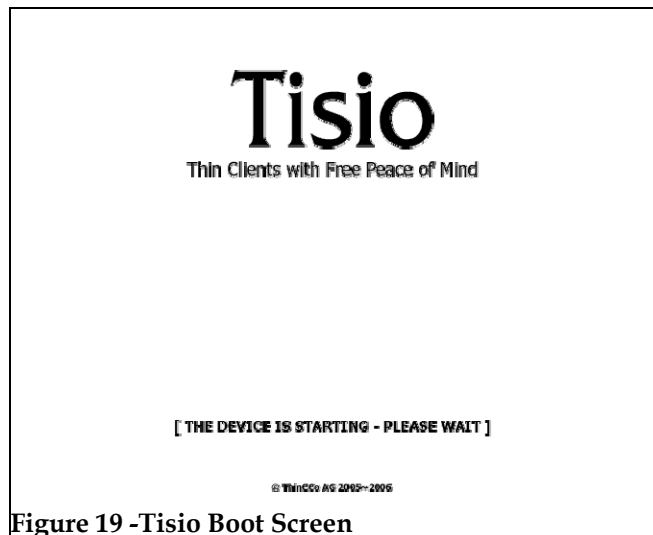 Tisio
Thin Clients with Free Peace of Mind
[ THE DEVICE IS STARTING - PLEASE WAIT ]
© ThinCCo AG 2005-2006
Figure 19 -Tisio Boot Screen